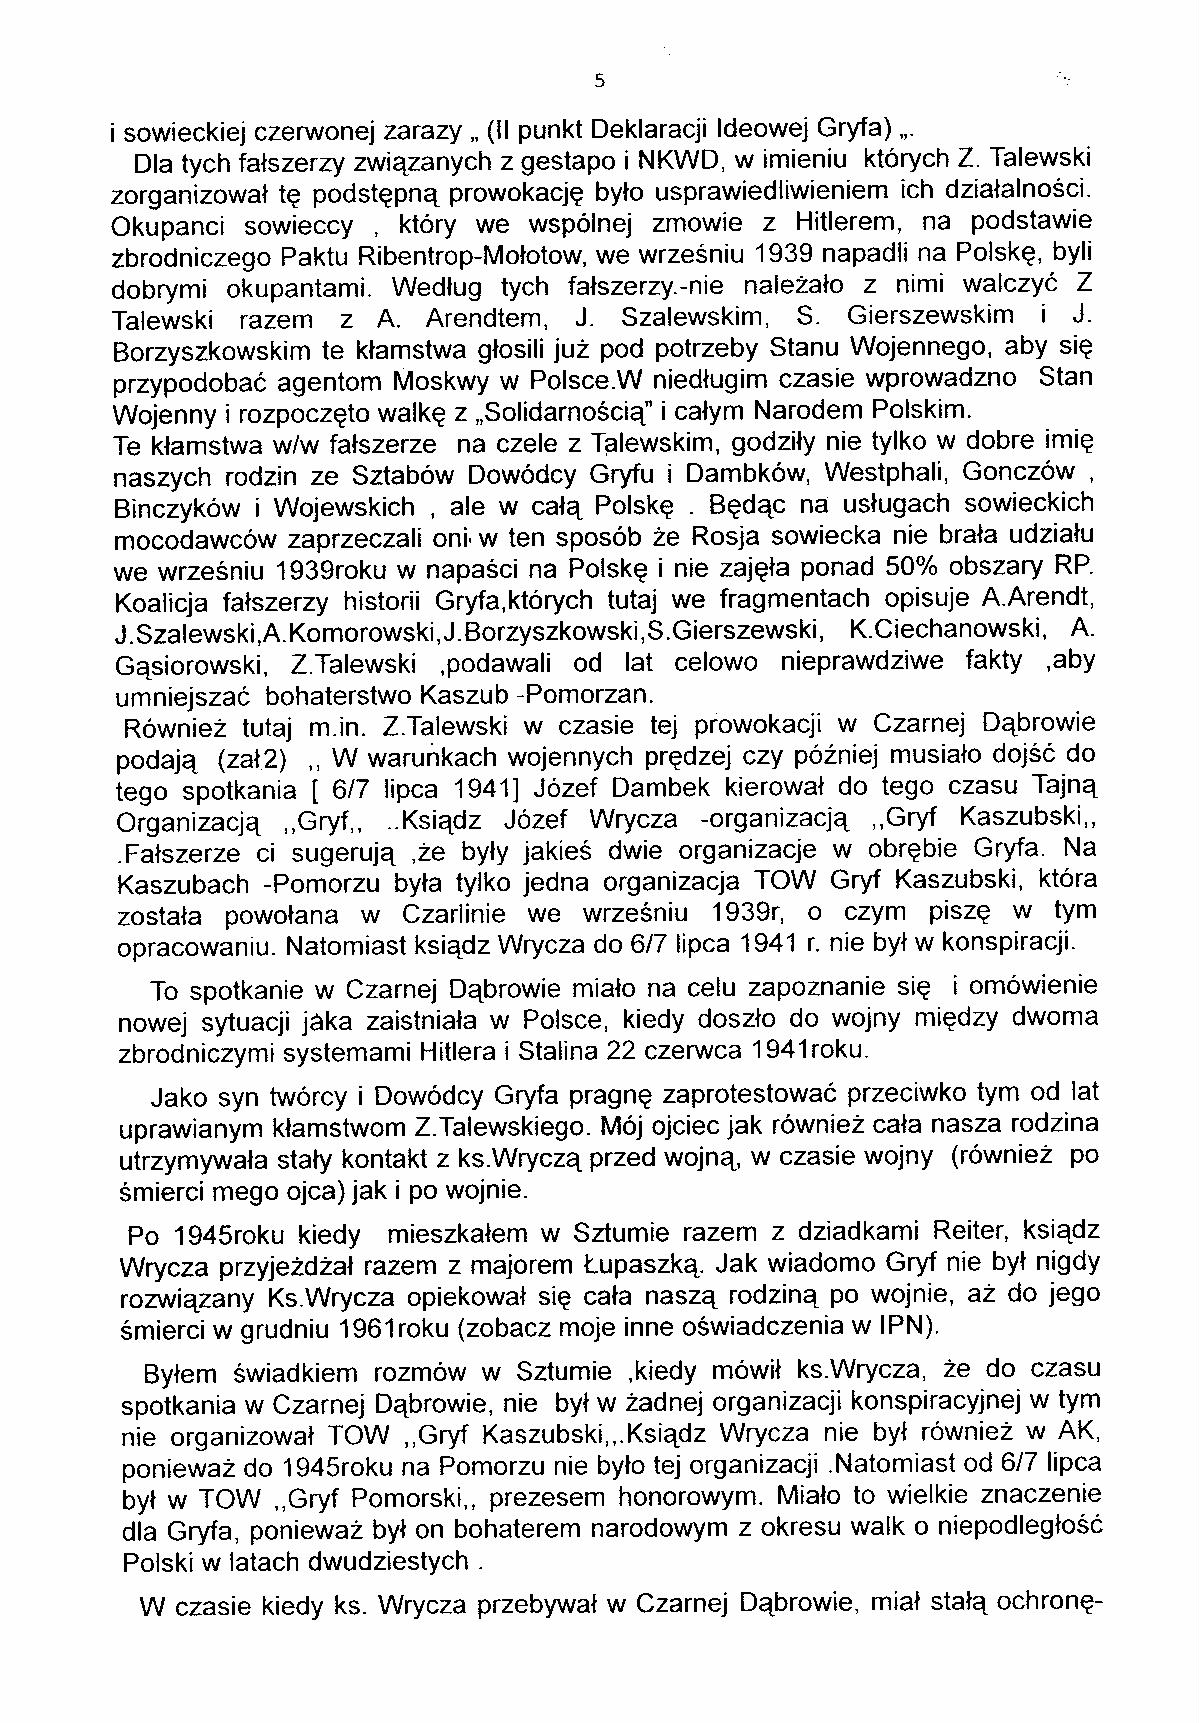 5
i sowieckiej czerwonej zarazy „ (II punkt Deklaracji Ideowej Gryfa) „.
Dla tych fałszerzy związanych z gestapo i NKWD, w imieniu których Z. Talewski
zorganizował tę podstępną prowokację było usprawiedliwieniem ich działalności.
Okupanci sowieccy , który we wspólnej zmowie z Hitlerem, na podstawie
zbrodniczego Paktu Ribentrop-Mołotow, we wrześniu 1939 napadli na Polskę, byli
dobrymi okupantami. Według tych fałszerzy.-nie należało z nimi walczyć Z
Talewski razem z A. Arendtem, J. Szalewskim, S. Gierszewskim i J.
Borzyszkowskim te kłamstwa głosili już pod potrzeby Stanu Wojennego, aby się
przypodobać agentom Moskwy w Polsce.W niedługim czasie wprowadzno Stan
Wojenny i rozpoczęto walkę z „Solidarnością” i całym Narodem Polskim.
Te kłamstwa w/w fałszerze na czele z Talewskim, godziły nie tylko w dobre imię
naszych rodzin ze Sztabów Dowódcy Gryfu i Dambków, Westphali, Gonczów ,
Binczyków i Wojewskich , ale w całą Polskę . Będąc na usługach sowieckich
mocodawców zaprzeczali oni w ten sposób że Rosja sowiecka nie brała udziału
we wrześniu 1939roku w napaści na Polskę i nie zajęła ponad 50% obszary RP.
Koalicja fałszerzy historii Gryfa,których tutaj we fragmentach opisuje A.Arendt,
J.Szalewski,A.Komorowski,J.Borzyszkowski,S.Gierszewski, K.Ciechanowski, A.
Gąsiorowski, Z.Talewski ,podawali od lat celowo nieprawdziwe fakty ,aby
umniejszać bohaterstwo Kaszub -Pomorzan.
Również tutaj m.in. Z.Talewski w czasie tej prowokacji w Czarnej Dąbrowie
podają (zał2) ,, W warunkach wojennych prędzej czy później musiało dojść do
tego spotkania [ 6/7 lipca 1941] Józef Dambek kierował do tego czasu Tajną
Organizacją ,,Gryf,, ..Ksiądz Józef Wrycza -organizacją ,,Gryf Kaszubski,,
.Fałszerze ci sugerują ,że były jakieś dwie organizacje w obrębie Gryfa. Na
Kaszubach -Pomorzu była tylko jedna organizacja TOW Gryf Kaszubski, która
została powołana w Czarlinie we wrześniu 1939r, o czym piszę w tym
opracowaniu. Natomiast ksiądz Wrycza do 6/7 lipca 1941 r. nie był w konspiracji.
To spotkanie w Czarnej Dąbrowie miało na celu zapoznanie się i omówienie
nowej sytuacji jaka zaistniała w Polsce, kiedy doszło do wojny między dwoma
zbrodniczymi systemami Hitlera i Stalina 22 czerwca 1941roku.
Jako syn twórcy i Dowódcy Gryfa pragnę zaprotestować przeciwko tym od lat
uprawianym kłamstwom Z.Talewskiego. Mój ojciec jak również cała nasza rodzina
utrzymywała stały kontakt z ks.Wryczą przed wojną, w czasie wojny (również po
śmierci mego ojca) jak i po wojnie.
Po 1945roku kiedy mieszkałem w Sztumie razem z dziadkami Reiter, ksiądz
Wrycza przyjeżdżał razem z majorem Łupaszką. Jak wiadomo Gryf nie był nigdy
rozwiązany Ks.Wrycza opiekował się cała naszą rodziną po wojnie, aż do jego
śmierci w grudniu 1961roku (zobacz moje inne oświadczenia w IPN).
Byłem świadkiem rozmów w Sztumie ,kiedy mówił ks.Wrycza, że do czasu
spotkania w Czarnej Dąbrowie, nie był w żadnej organizacji konspiracyjnej w tym
nie organizował TOW ,,Gryf Kaszubski,,.Ksiądz Wrycza nie był również w AK,
ponieważ do 1945roku na Pomorzu nie było tej organizacji .Natomiast od 6/7 lipca
był w TOW ,,Gryf Pomorski,, prezesem honorowym. Miało to wielkie znaczenie
dla Gryfa, ponieważ był on bohaterem narodowym z okresu walk o niepodległość
Polski w latach dwudziestych .
W czasie kiedy ks. Wrycza przebywał w Czarnej Dąbrowie, miał stałą ochronę-